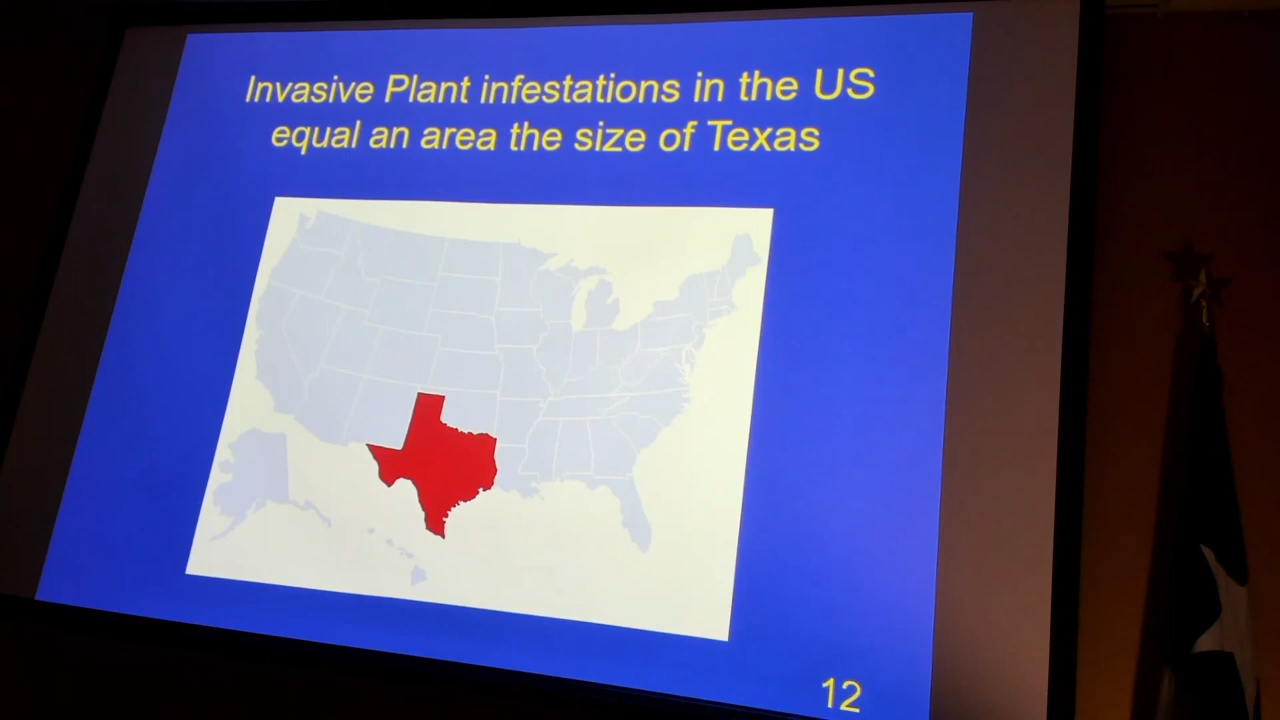 Invasive Plant infestations in the US
equal an area the size of Texas
12